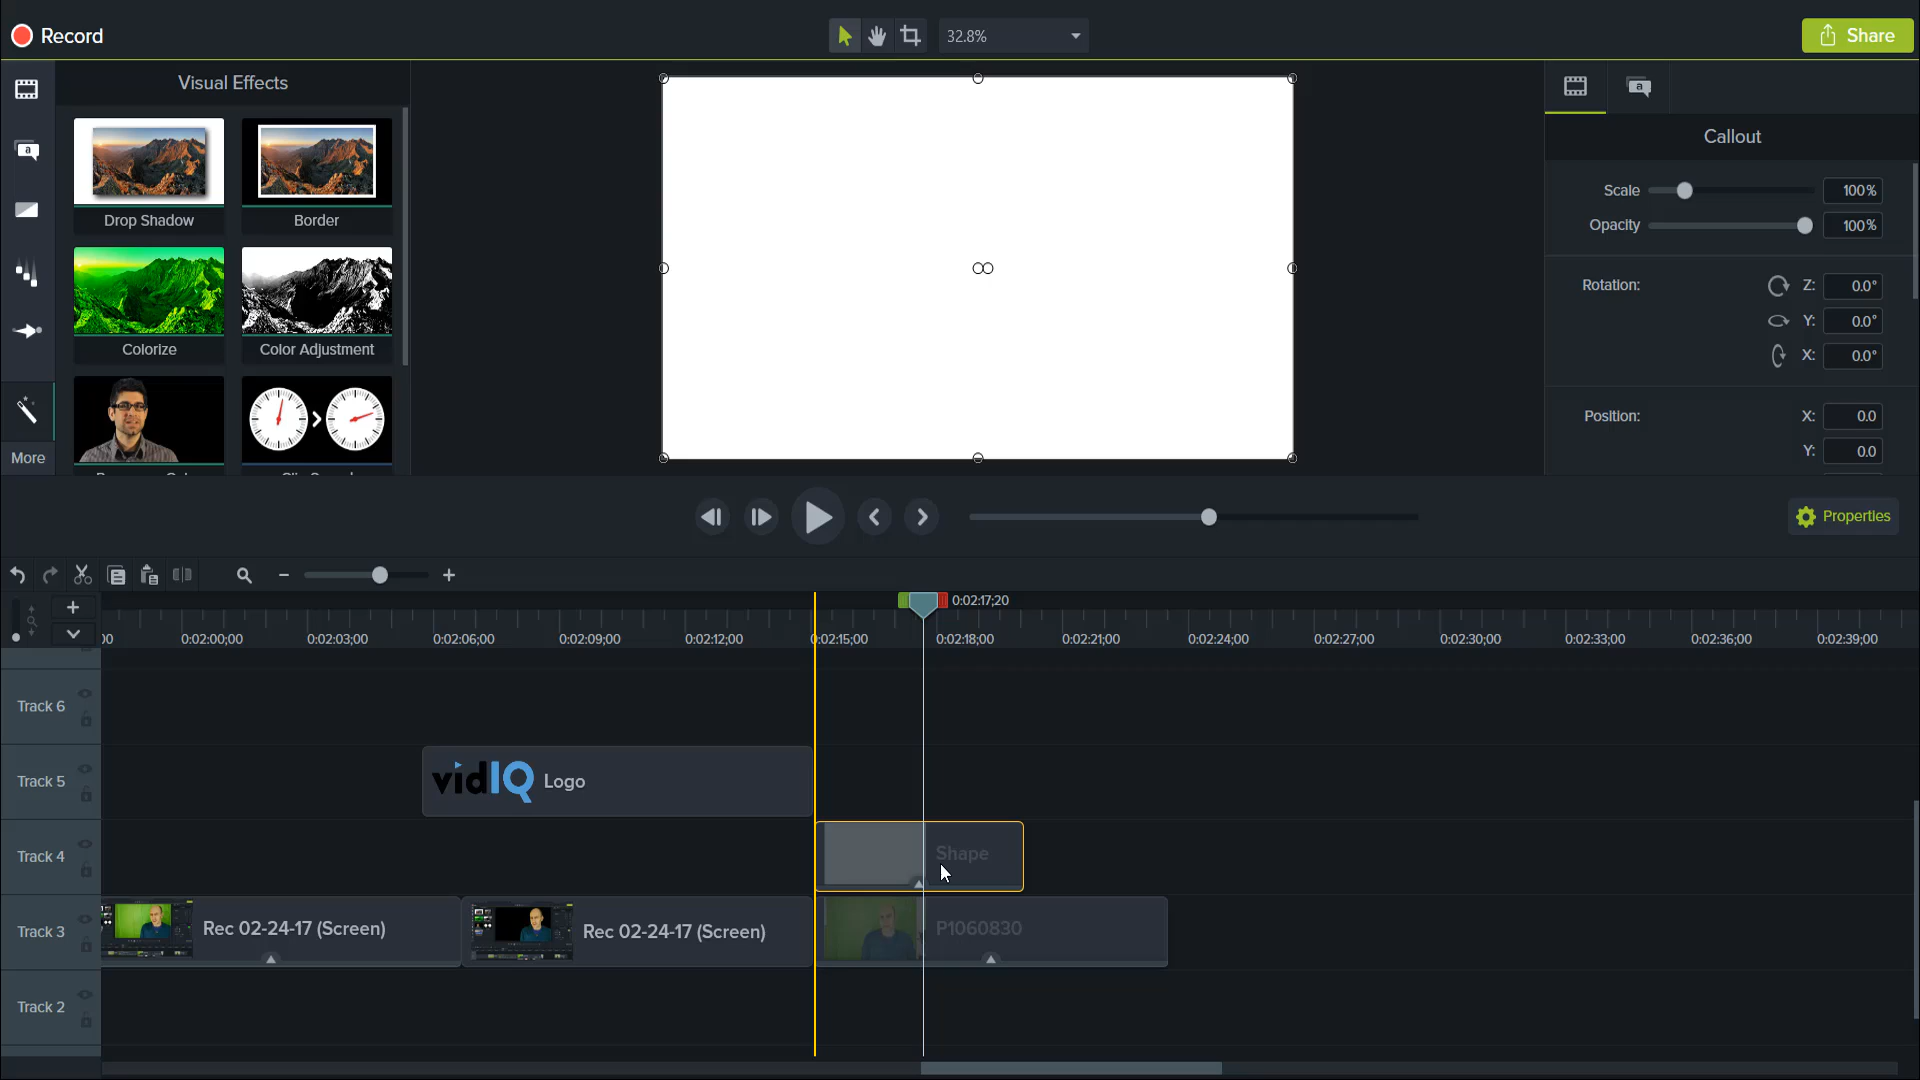 Record
32.8%
Share
Visual Effects
Drop Shadow
Border
Colorize
Color Adjustment
More
a
a
Callout
Scale
100%
Opacity
100%
Rotation:
Z:
0.0°
Y:
0.0°
X:
0.0°
Position:
X:
0.0
Y:
0.0
Properties
0:02:17;20
00
0:02:00;00
0:02:03;00
0:02:06;00
0:02:09;00
0:02:12;00
0:02:15;00
0:02:18;00
0:02:21;00
0:02:24;00
0:02:27;00
0:02:30;00
0:02:33;00
0:02:36;00
0:02:39;00
Track 6
Track 5
vidIQ Logo
Track 4
Shape
Track 3
Rec 02-24-17 (Screen)
Rec 02-24-17 (Screen)
P1060830
Track 2